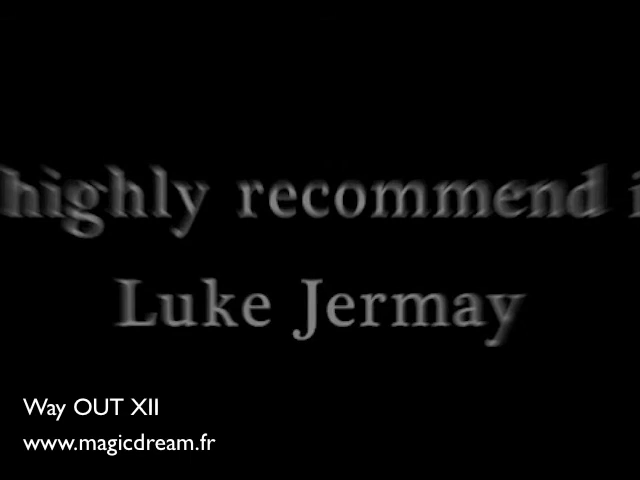 highly recommend i
Luke Jermay
Way OUT XII
www.magicdream.fr